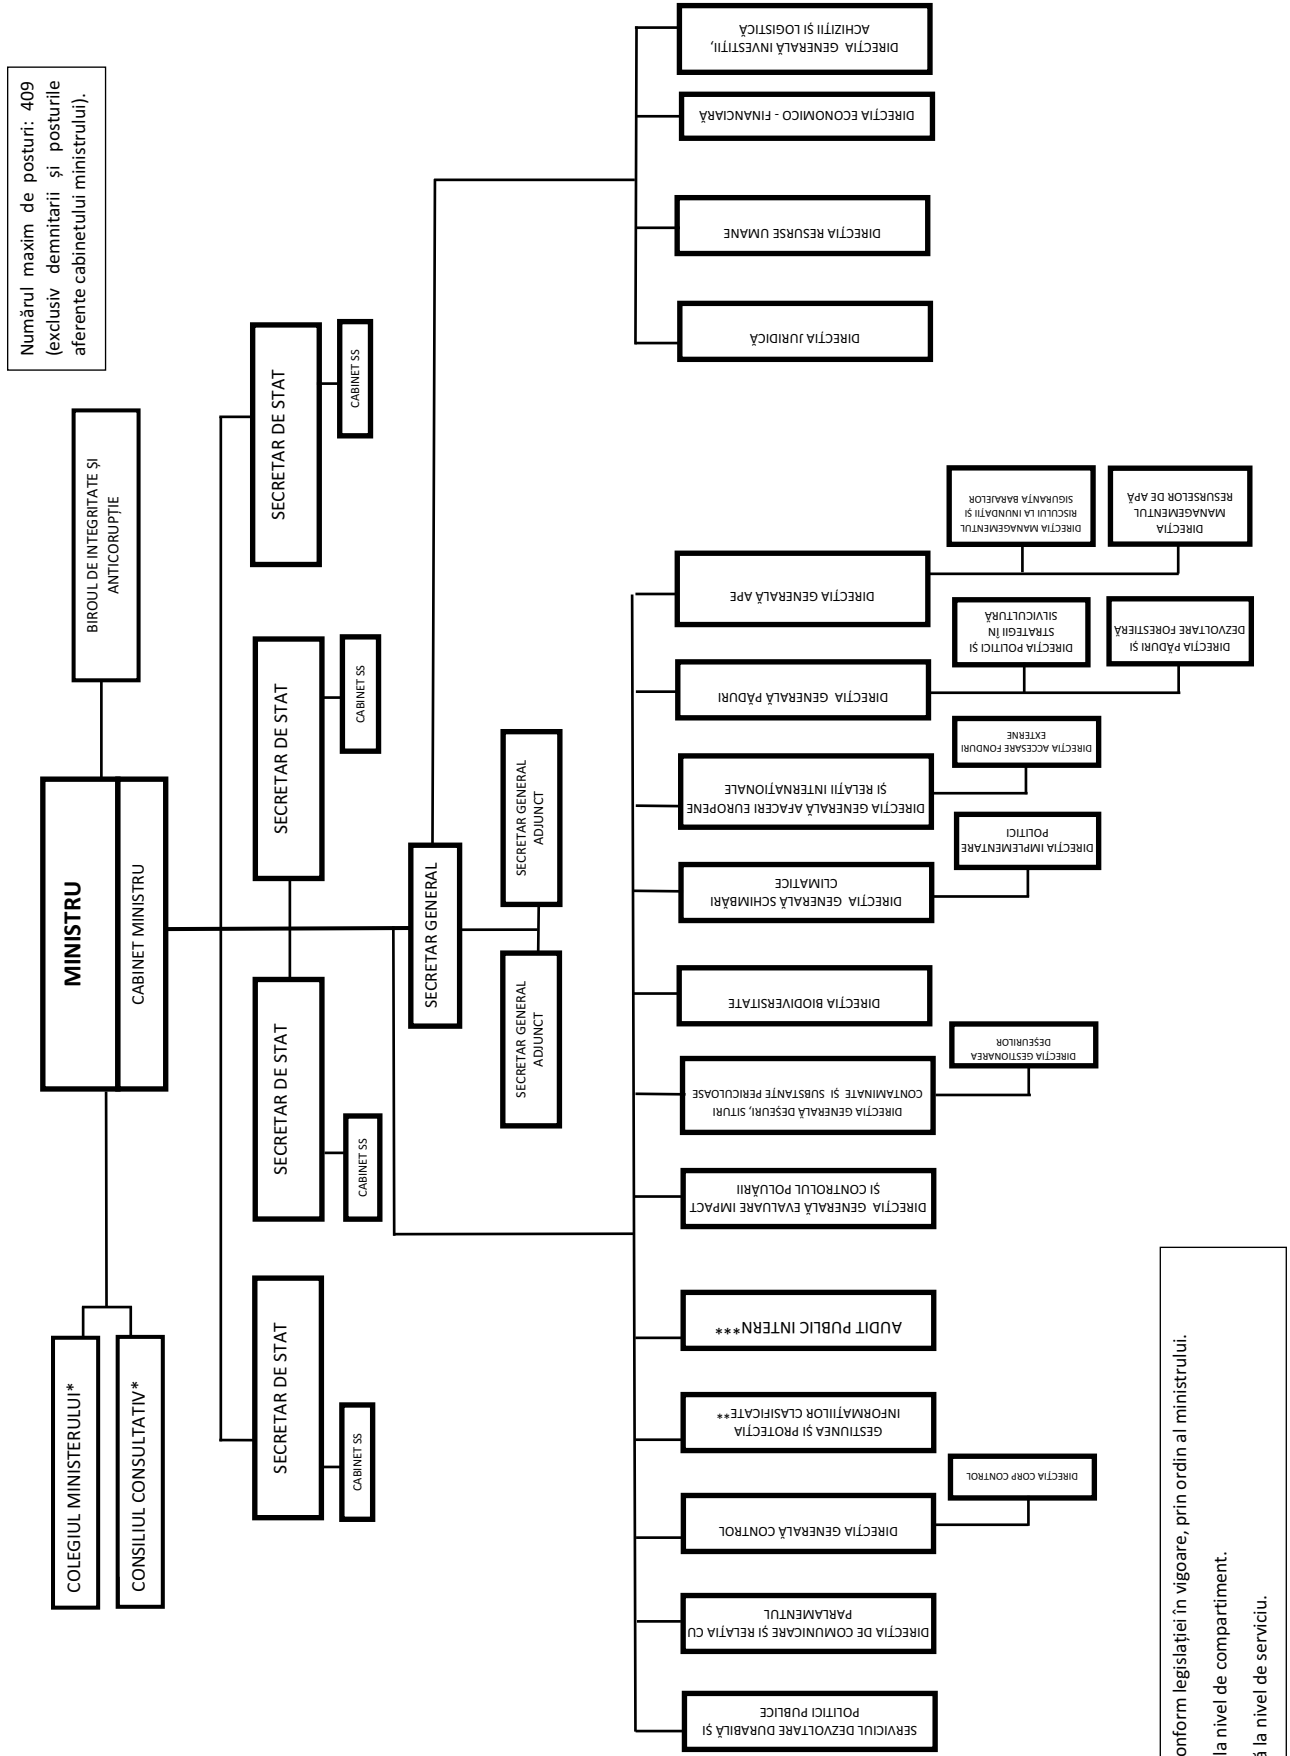 Numărul maxim de posturi: 409
(exclusiv demnitarii și posturile
aferente cabinetului ministrului).
COLEGIUL MINISTERULUI*
CONSILIUL CONSULTATIV*
MINISTRU
CABINET MINISTRU
BIROUL DE INTEGRITATE ȘI
ANTICORUPȚIE
SECRETAR DE STAT
CABINET SS
SECRETAR DE STAT
CABINET SS
SECRETAR DE STAT
CABINET SS
SECRETAR DE STAT
CABINET SS
SECRETAR GENERAL
SECRETAR GENERAL
ADJUNCT
SECRETAR GENERAL
ADJUNCT
SERVICIUL DEZVOLTARE DURABILĂ ȘI
POLITICI PUBLICE
DIRECȚIA DE COMUNICARE ȘI RELAȚIA CU
PARLAMENTUL
DIRECȚIA GENERALĂ CONTROL
DIRECȚIA CORP CONTROL
GESTIUNEA ȘI PROTECȚIA
INFORMAȚIILOR CLASIFICATE**
AUDIT PUBLIC INTERN***
DIRECȚIA GENERALĂ EVALUARE IMPACT
ȘI CONTROLUL POLUĂRII
DIRECȚIA GENERALĂ DEȘEURI, SITURI
CONTAMINATE ȘI SUBSTANȚE PERICULOASE
DIRECȚIA GESTIONAREA
DEȘEURILOR
DIRECȚIA BIODIVERSITATE
DIRECȚIA GENERALĂ SCHIMBĂRI
CLIMATICE
DIRECȚIA IMPLEMENTARE
POLITICI
DIRECȚIA GENERALĂ AFACERI EUROPENE
ȘI RELAȚII INTERNAȚIONALE
DIRECȚIA ACCESARE FONDURI
EXTERNE
DIRECȚIA GENERALĂ PĂDURI
DIRECȚIA POLITICI ȘI
STRATEGII ÎN
SILVICULTURĂ
DIRECȚIA PĂDURI ȘI
DEZVOLTARE FORESTIERĂ
DIRECȚIA GENERALĂ APE
DIRECȚIA MANAGEMENTUL
RISCULUI LA INUNDAȚII ȘI
SIGURANȚA BARAJELOR
DIRECȚIA
MANAGEMENTUL
RESURSELOR DE APĂ
DIRECȚIA JURIDICĂ
DIRECȚIA RESURSE UMANE
DIRECȚIA ECONOMICO - FINANCIARĂ
DIRECȚIA GENERALĂ INVESTIȚII,
ACHIZIȚII ȘI LOGISTICĂ
onform legislației în vigoare, prin ordin al ministrului.
la nivel de compartiment.
ă la nivel de serviciu.